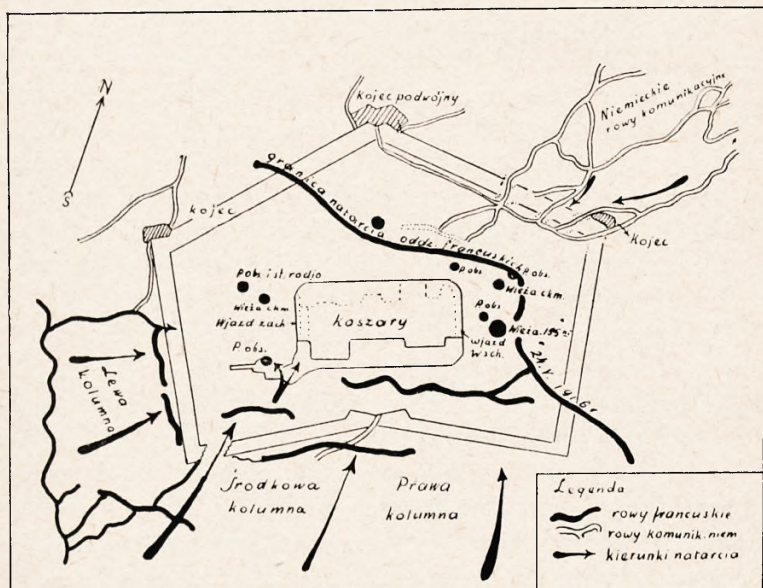 N
S
kojec podwójny
Niemieckie
rowy komunikacyjne
kojec
kojec
granica natarcia oddz. francuskich
24.V.1916r
P.obs. i st. radjo
Wieża ckm.
Wjazd zach.
P.obs.
koszary
P.obs.
P.obs.
Wieża ckm.
P.obs.
Wieża 155
wjazd
wsch.
Lewa
kolumna
Środkowa
kolumna
Prawa
kolumna
Legenda
rowy francuskie
rowy komunik. niem
kierunki natarcia